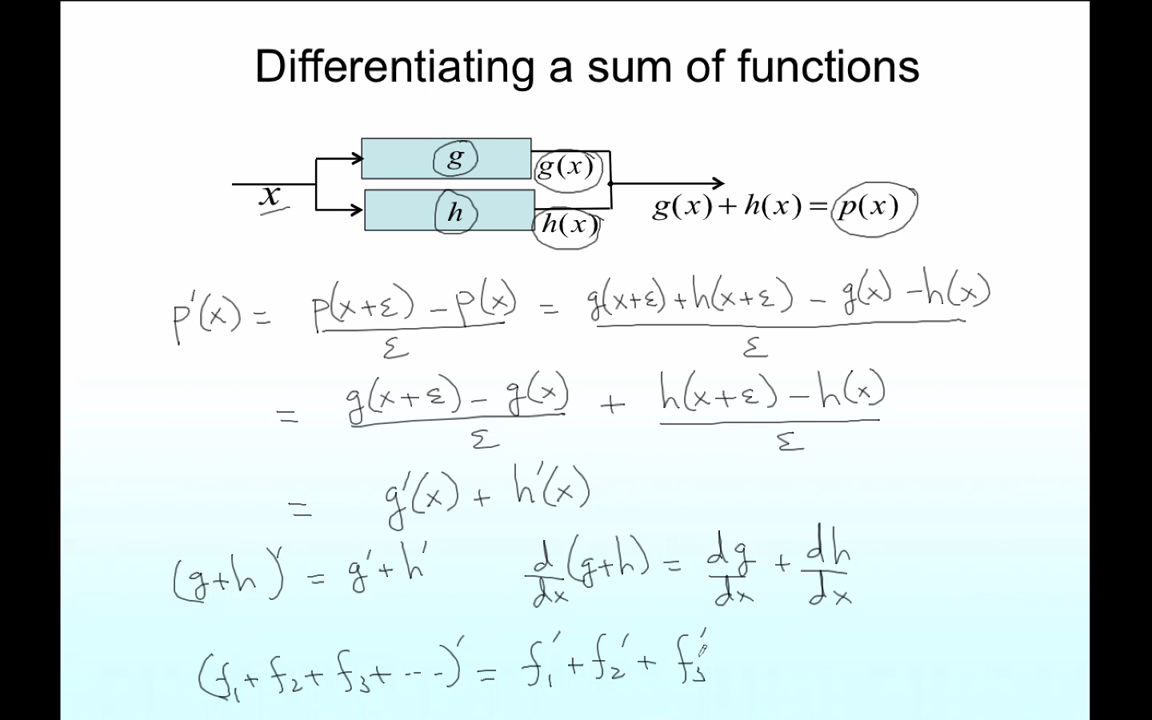 Differentiating a sum of functions
g g(x)
x g(x) + h(x) = p(x)
h h(x)
p'(x) = p(x+ε) - p(x) / ε = g(x+ε) + h(x+ε) - g(x) - h(x) / ε
= g(x+ε) - g(x) / ε + h(x+ε) - h(x) / ε
= g'(x) + h'(x)
(g+h)' = g' + h' d/dx (g+h) = dg/dx + dh/dx
(f₁ + f₂ + f₃ + ---)' = f₁' + f₂' + f₃'